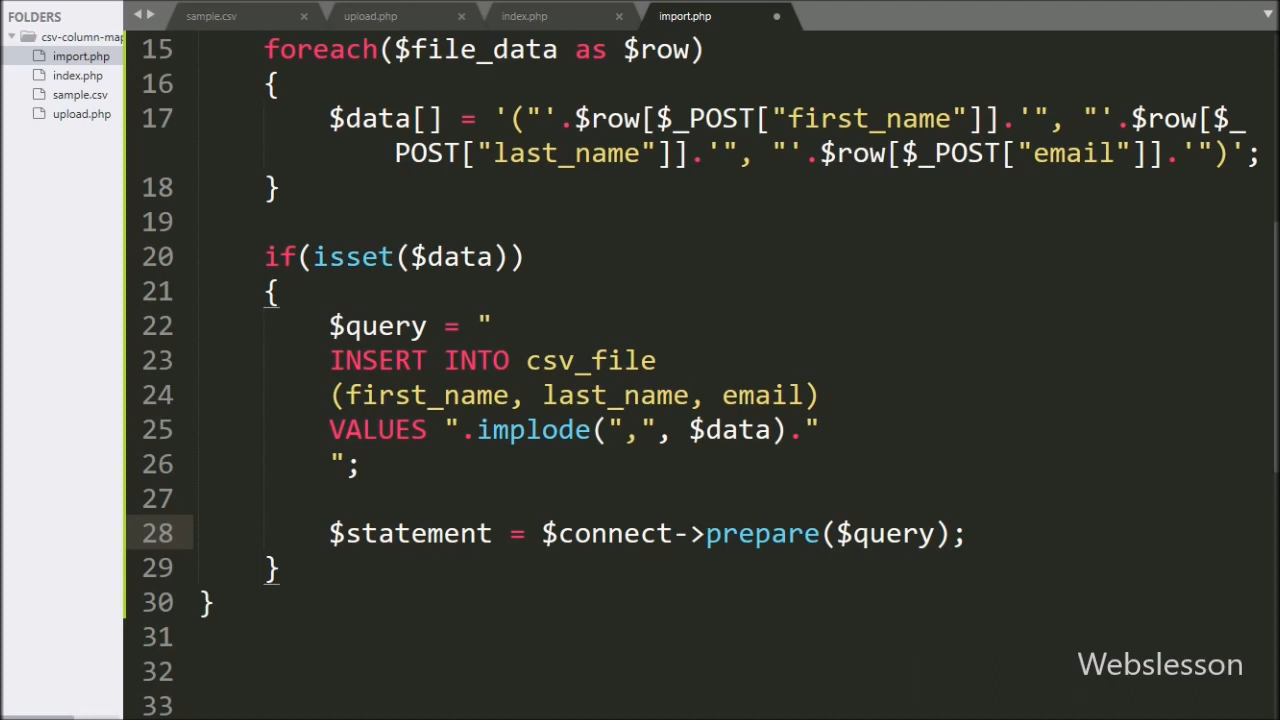 FOLDERS
csv-column-map
import.php
index.php
sample.csv
upload.php
sample.csv × upload.php × index.php × import.php
15 foreach($file_data as $row)
16 {
17 $data[] = '("'.$row[$_POST["first_name"]].'", "'.$row[$_
POST["last_name"]].'", "'.$row[$_POST["email"]].'")';
18 }
19
20 if(isset($data))
21 {
22 $query = "
23 INSERT INTO csv_file
24 (first_name, last_name, email)
25 VALUES ".implode(",", $data)."
26 ";
27
28 $statement = $connect->prepare($query);
29 }
30 }
31
32
33
Webslesson